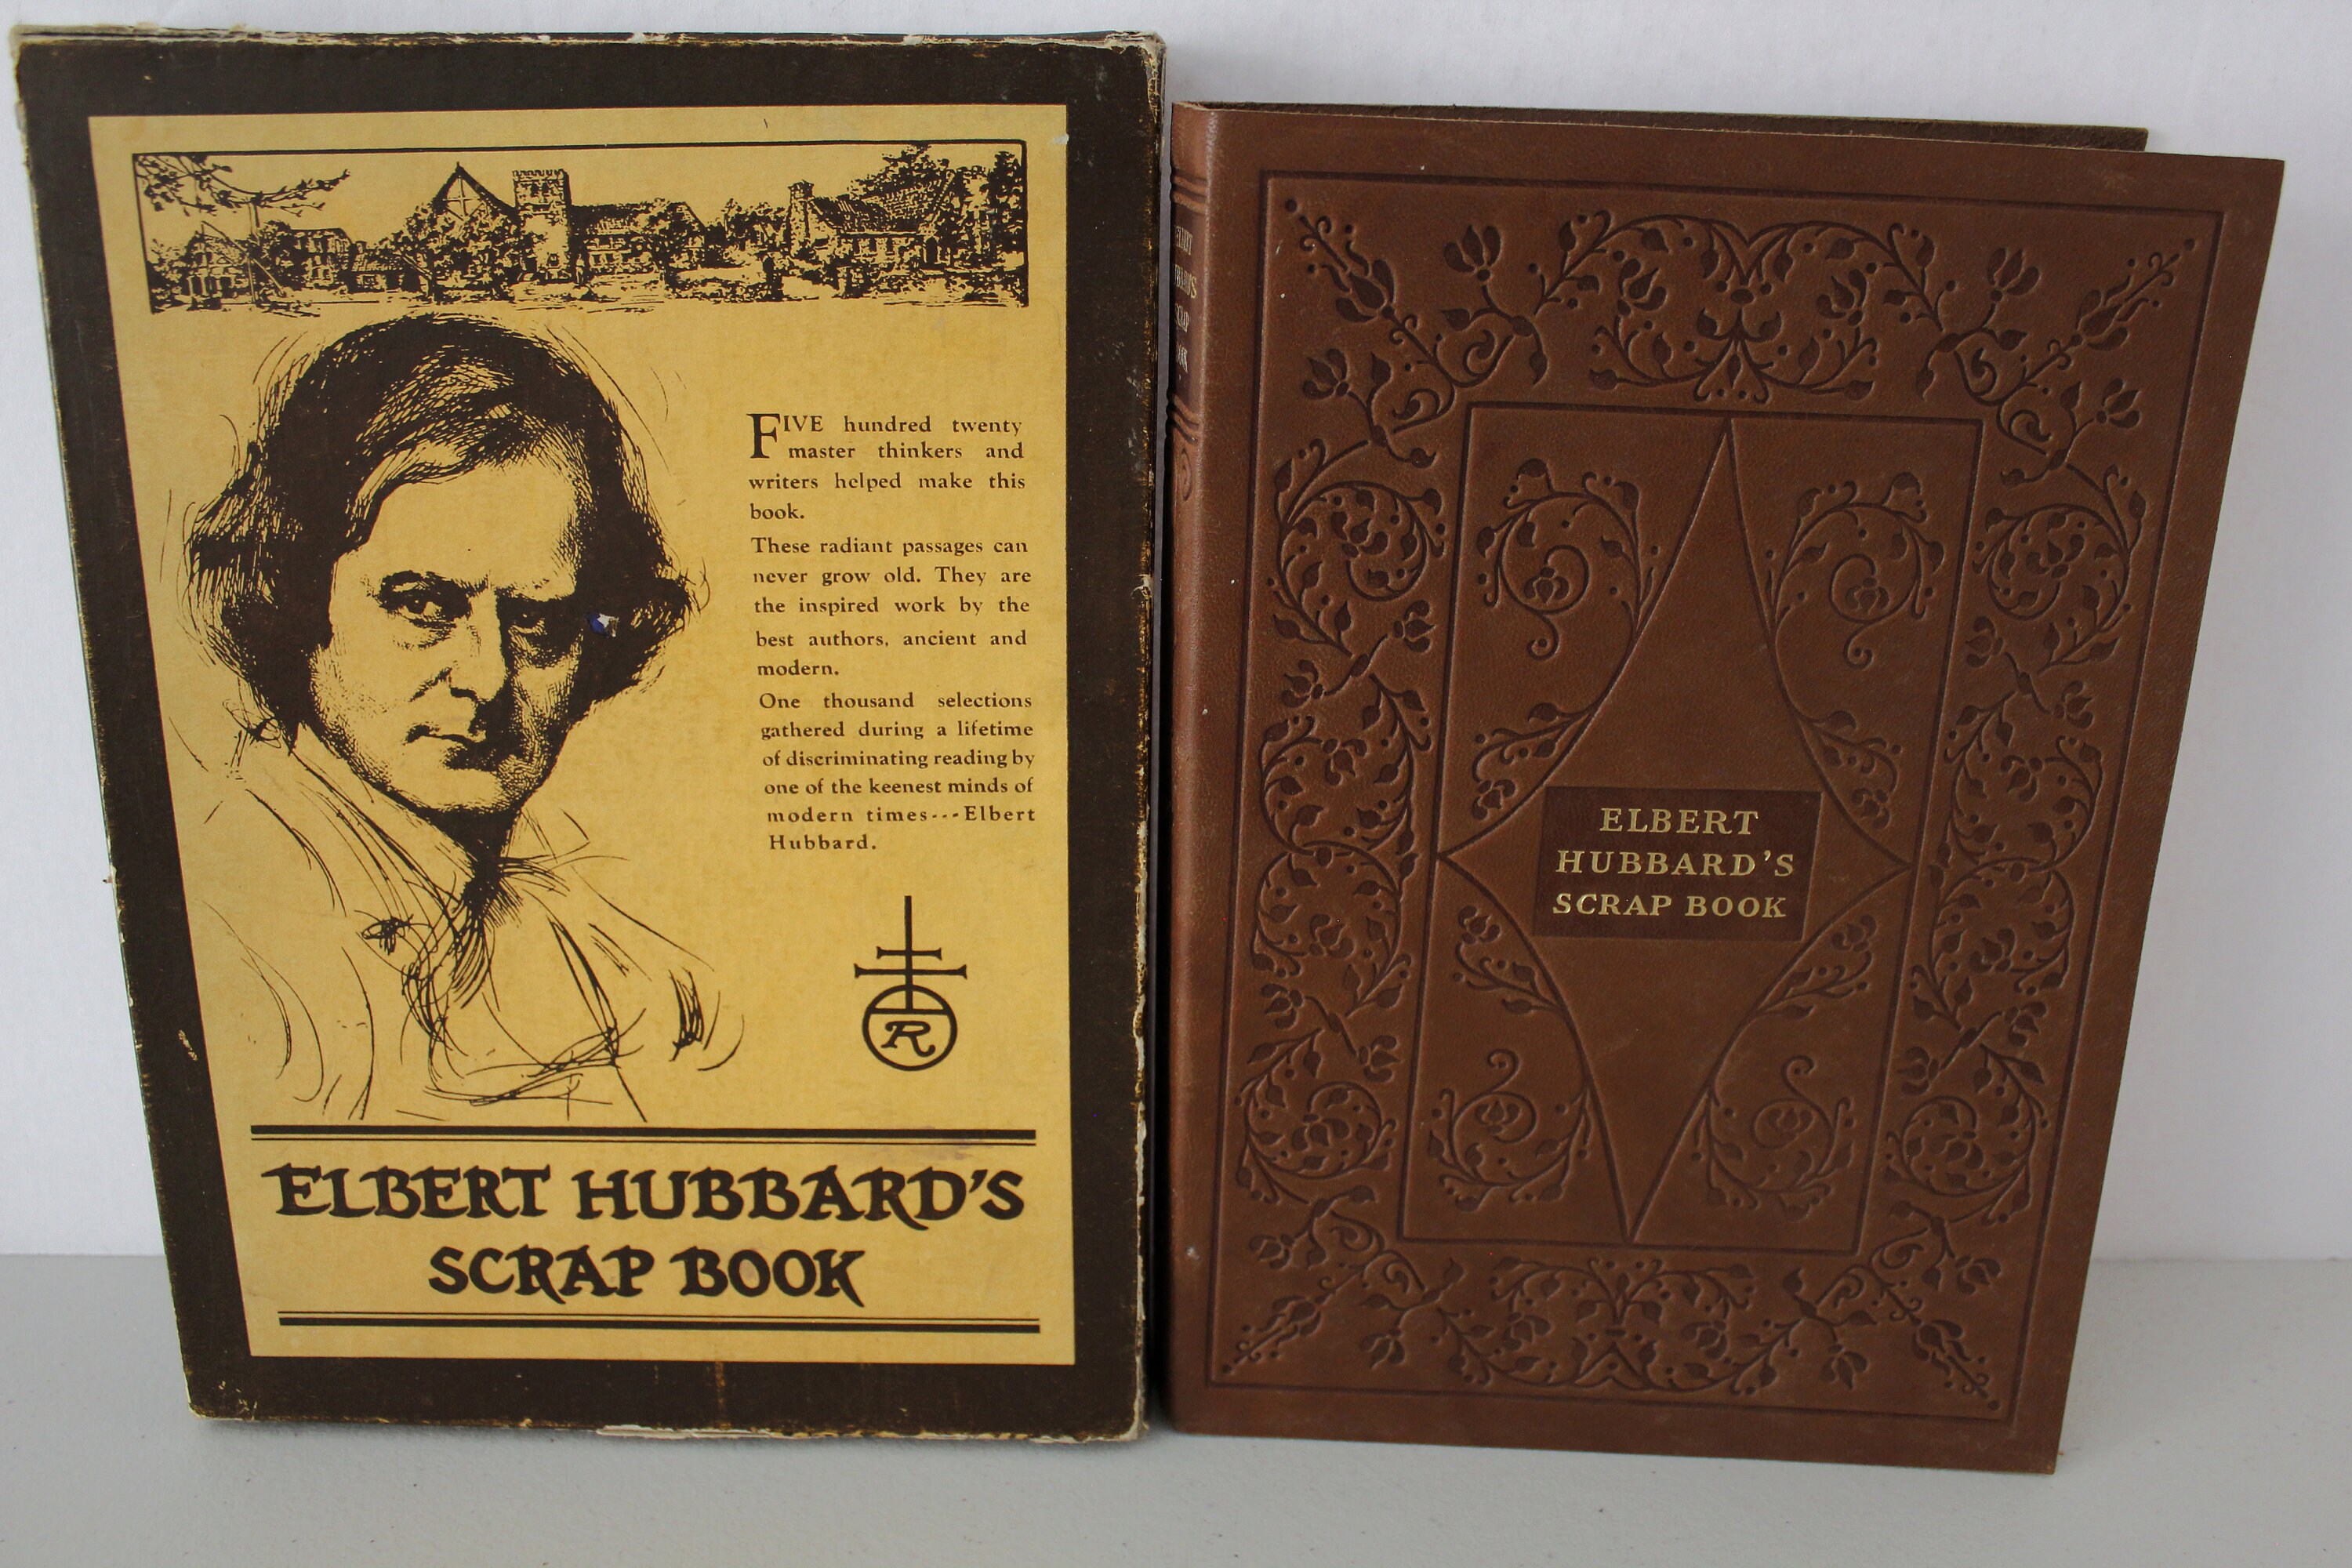 FIVE hundred twenty
master thinkers and
writers helped make this
book.
These radiant passages can
never grow old. They are
the inspired work by the
best authors, ancient and
modern.
One thousand selections
gathered during a lifetime
of discriminating reading by
one of the keenest minds of
modern times---Elbert
Hubbard.
R
ELBERT HUBBARD'S
SCRAP BOOK
ELBERT
HUBBARD'S
SCRAP BOOK